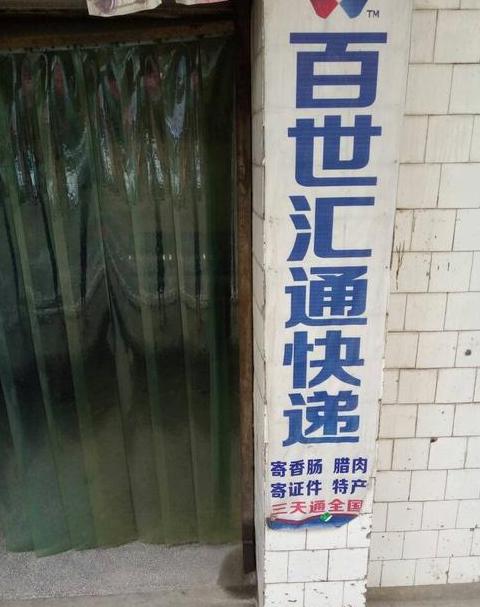 TM
百世汇通快递
寄香肠 腊肉
寄证件 特产
三天通全国